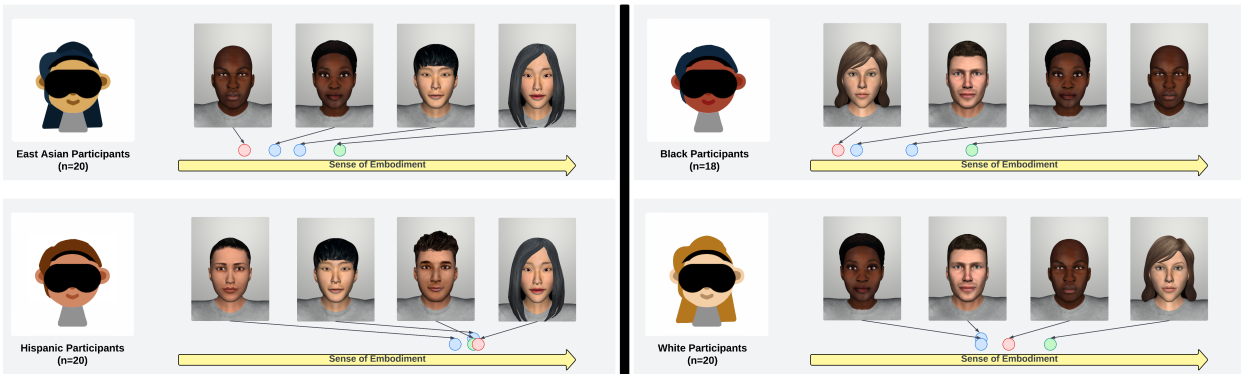 East Asian Participants
(n=20)
Sense of Embodiment
Black Participants
(n=18)
Sense of Embodiment
Hispanic Participants
(n=20)
Sense of Embodiment
White Participants
(n=20)
Sense of Embodiment